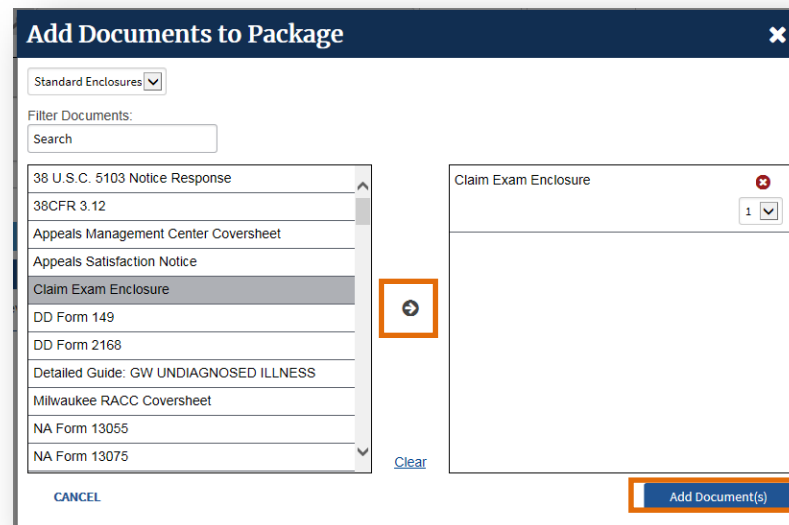 Add Documents to Package
Standard Enclosures
Filter Documents:
Search
38 U.S.C. 5103 Notice Response
38CFR 3.12
Appeals Management Center Coversheet
Appeals Satisfaction Notice
Claim Exam Enclosure
DD Form 149
DD Form 2168
Detailed Guide: GW UNDIAGNOSED ILLNESS
Milwaukee RACC Coversheet
NA Form 13055
NA Form 13075
Clear
Claim Exam Enclosure
1
CANCEL
Add Document(s)